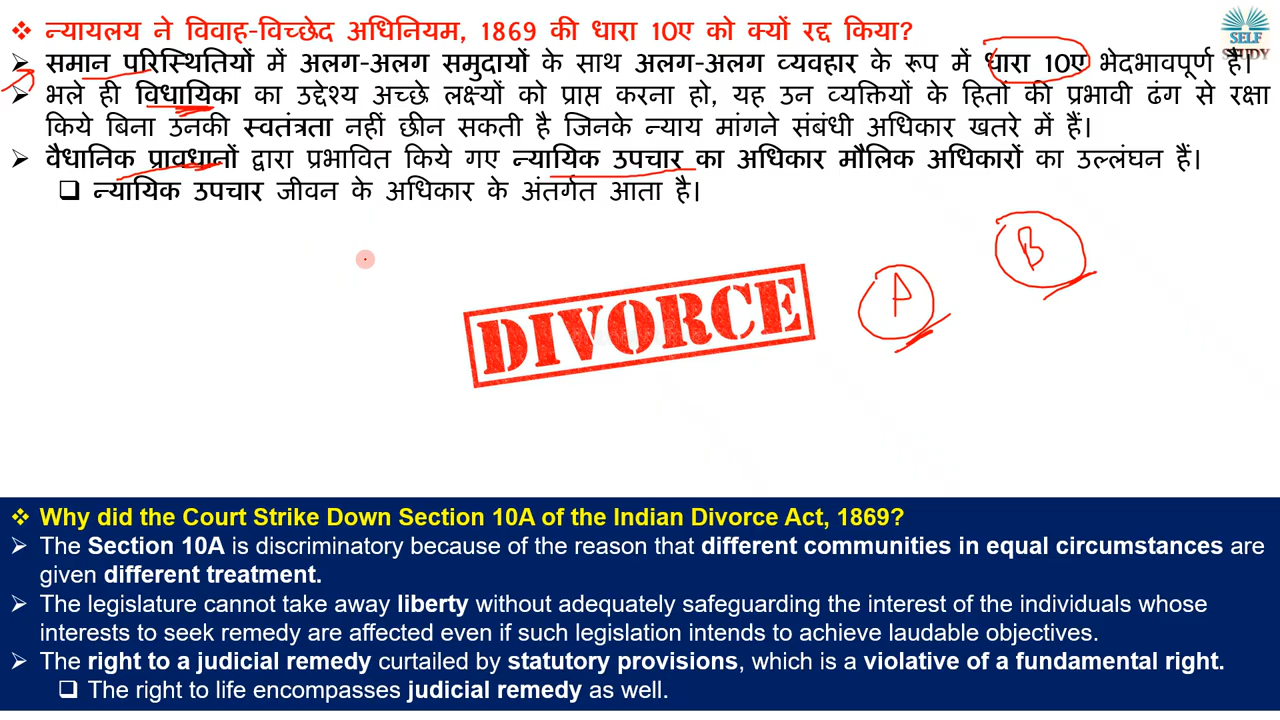 ❖ न्यायलय ने विवाह-विच्छेद अधिनियम, 1869 की धारा 10ए को क्यों रद्द किया?
SELF
STUDY
➤ समान परिस्थितियों में अलग-अलग समुदायों के साथ अलग-अलग व्यवहार के रूप में धारा 10ए भेदभावपूर्ण है।
➤ भले ही विधायिका का उद्देश्य अच्छे लक्ष्यों को प्राप्त करना हो, यह उन व्यक्तियों के हितों की प्रभावी ढंग से रक्षा
किये बिना उनकी स्वतंत्रता नहीं छीन सकती है जिनके न्याय मांगने संबंधी अधिकार खतरे में हैं।
➤ वैधानिक प्रावधानों द्वारा प्रभावित किये गए न्यायिक उपचार का अधिकार मौलिक अधिकारों का उल्लंघन हैं।
❑ न्यायिक उपचार जीवन के अधिकार के अंतर्गत आता है।
B
DIVORCE
❖ Why did the Court Strike Down Section 10A of the Indian Divorce Act, 1869?
➤ The Section 10A is discriminatory because of the reason that different communities in equal circumstances are
given different treatment.
➤ The legislature cannot take away liberty without adequately safeguarding the interest of the individuals whose
interests to seek remedy are affected even if such legislation intends to achieve laudable objectives.
➤ The right to a judicial remedy curtailed by statutory provisions, which is a violative of a fundamental right.
❑ The right to life encompasses judicial remedy as well.